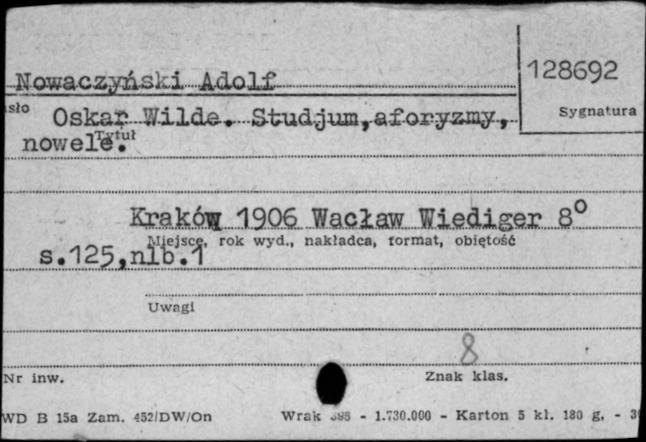 Nowaczyński Adolf
128692
Sygnatura
sło Oskar Wilde. Studjum, aforyzmy,
Tytuł
nowele.
Kraków 1906 Wacław Wiediger 8°
Miejsce, rok wyd., nakładca, format, obiętość
s.125,nlb.1
Uwagi
8
Nr inw. Znak klas.
WD B 15a Zam. 452/DW/On Wrak - 1.730.000 - Karton 5 kl. 180 g. -